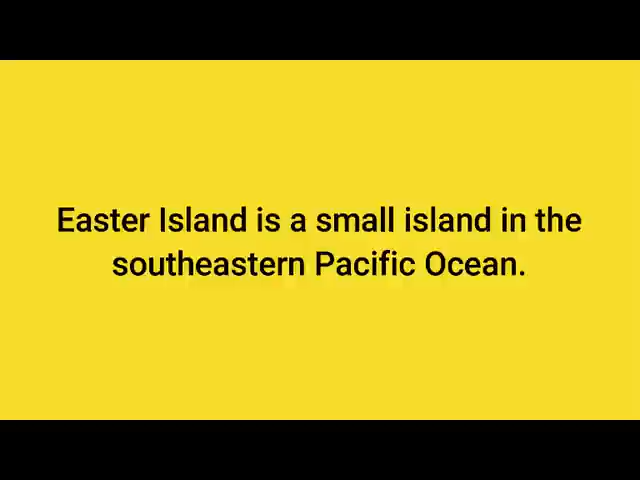 Easter Island is a small island in the
southeastern Pacific Ocean.